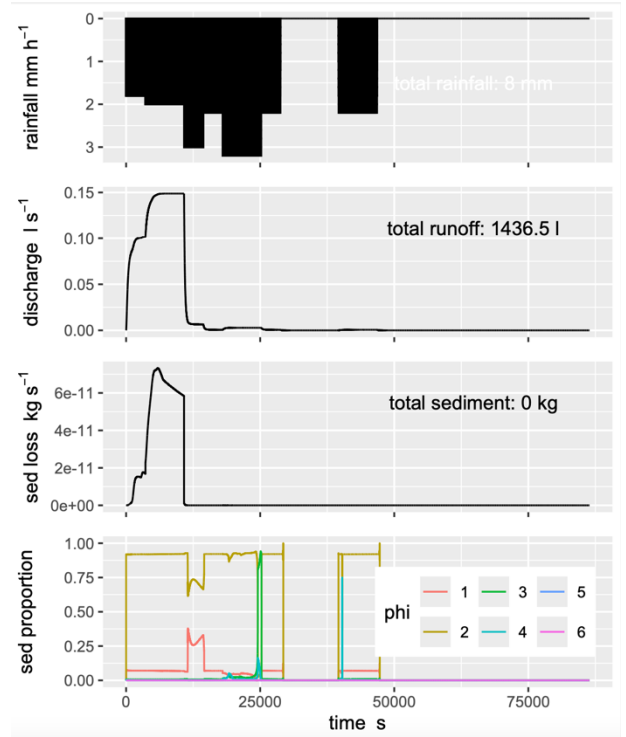 rainfall mm h⁻¹
0
1
2
3
total rainfall: 8 mm
discharge l s⁻¹
0.15
0.10
0.05
0.00
total runoff: 1436.5 l
sed loss kg s⁻¹
6e-11
4e-11
2e-11
0e+00
total sediment: 0 kg
sed proportion
1.00
0.75
0.50
0.25
0.00
phi
1 3 5
2 4 6
0 25000 50000 75000
time s